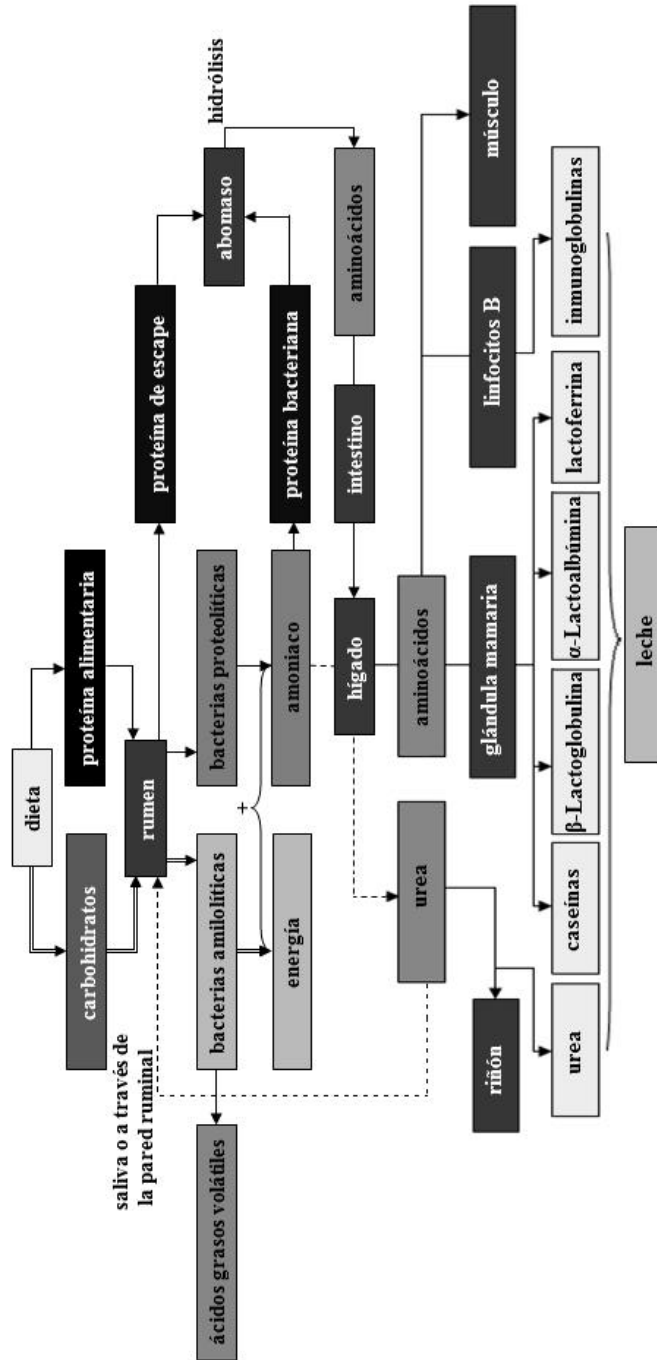 dieta
carbohidratos
proteína alimentaria
saliva o a través de
la pared ruminal
rumen
proteína de escape
abomaso
hidrólisis
ácidos grasos volátiles
bacterias amilolíticas
bacterias proteolíticas
+
energía
amoniaco
proteína bacteriana
aminoácidos
hígado
intestino
urea
aminoácidos
riñón
glándula mamaria
linfocitos B
músculo
urea
caseínas
β-Lactoglobulina
α-Lactoalbúmina
lactoferrina
inmunoglobulinas
leche